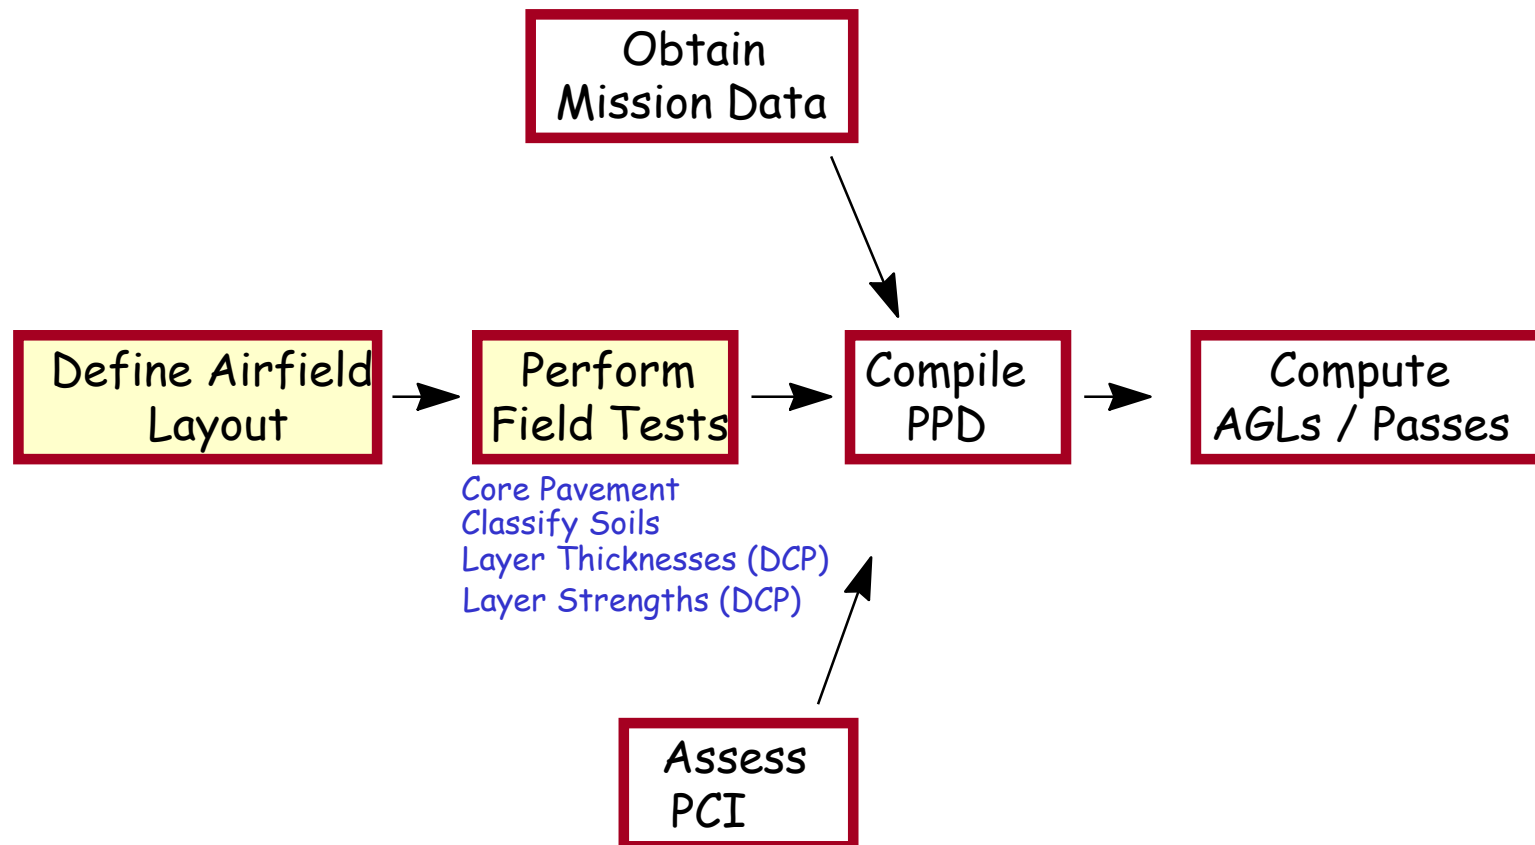 Obtain
Mission Data
Define Airfield
Layout
Perform
Field Tests
Compile
PPD
Compute
AGLs / Passes
Core Pavement
Classify Soils
Layer Thicknesses (DCP)
Layer Strengths (DCP)
Assess
PCI